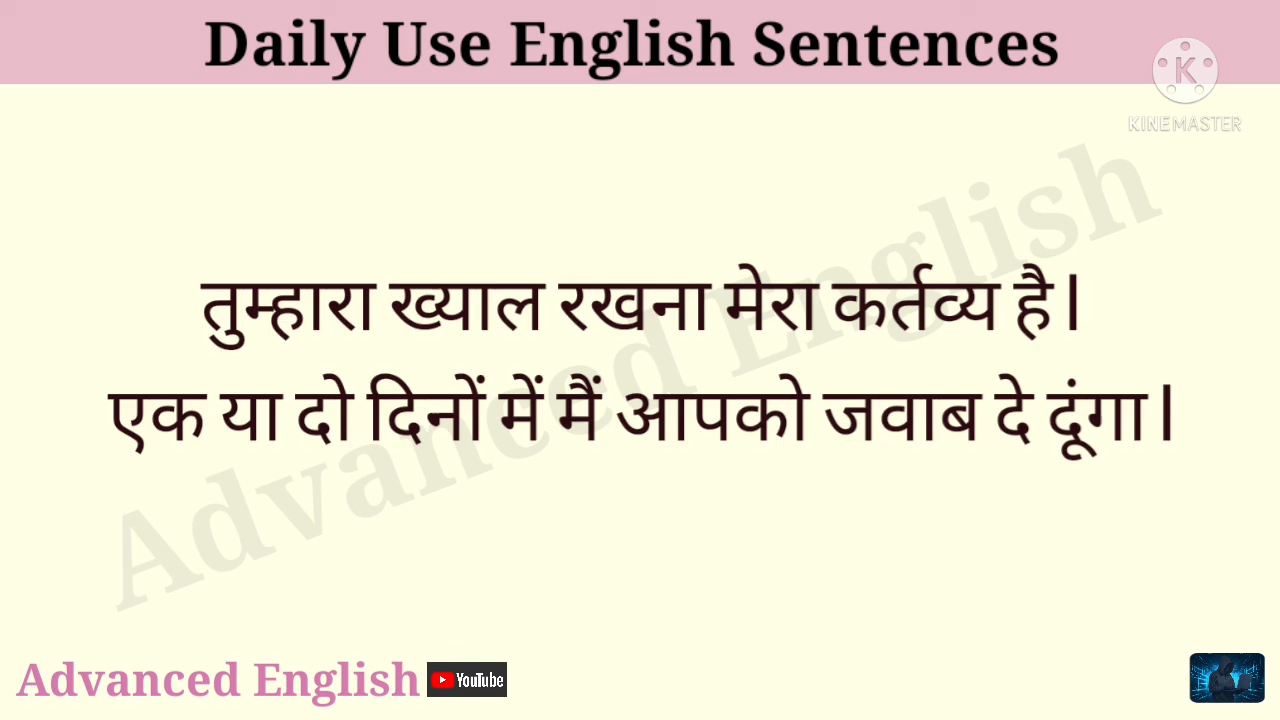 Daily Use English Sentences
K
KINEMASTER
Advanced English
तुम्हारा ख्याल रखना मेरा कर्तव्य है।
एक या दो दिनों में मैं आपको जवाब दे दूंगा।
Advanced English YouTube